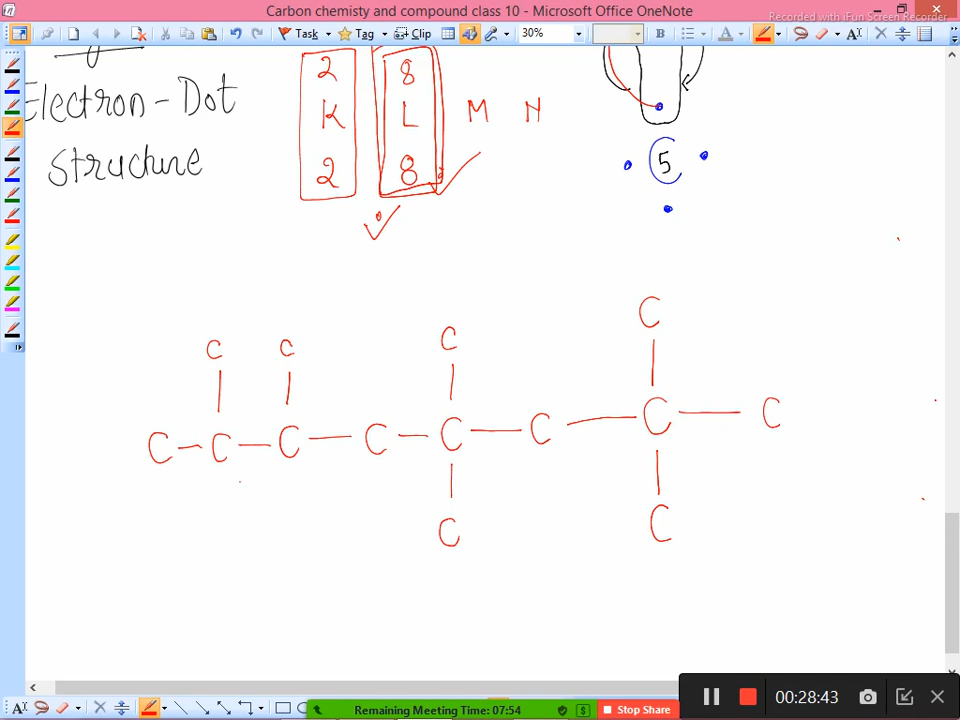 Carbon chemisty and compound class 10 - Microsoft Office OneNote
Recorded with iFun Screen Recorder
Task Tag Clip 30% B A A
Electron - Dot
Structure
2 8
K L M N
2 8
5
C
C C C
C - C - C - C - C - C - C - C
C C
Remaining Meeting Time: 07:54 Stop Share
00:28:43